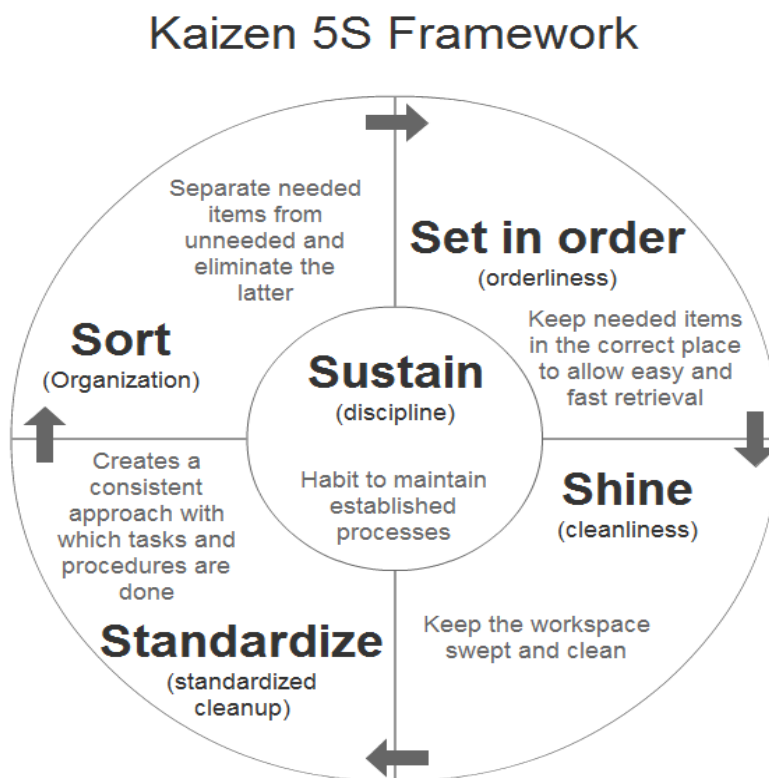 Kaizen 5S Framework
Separate needed
items from
unneeded and
eliminate the
latter
Sort
(Organization)
Set in order
(orderliness)
Keep needed items
in the correct place
to allow easy and
fast retrieval
Sustain
(discipline)
Habit to maintain
established
processes
Shine
(cleanliness)
Keep the workspace
swept and clean
Creates a
consistent
approach with
which tasks and
procedures are
done
Standardize
(standardized
cleanup)